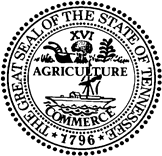 THE GREAT SEAL OF THE STATE OF TENNESSEE
XVI
AGRICULTURE
COMMERCE
1796